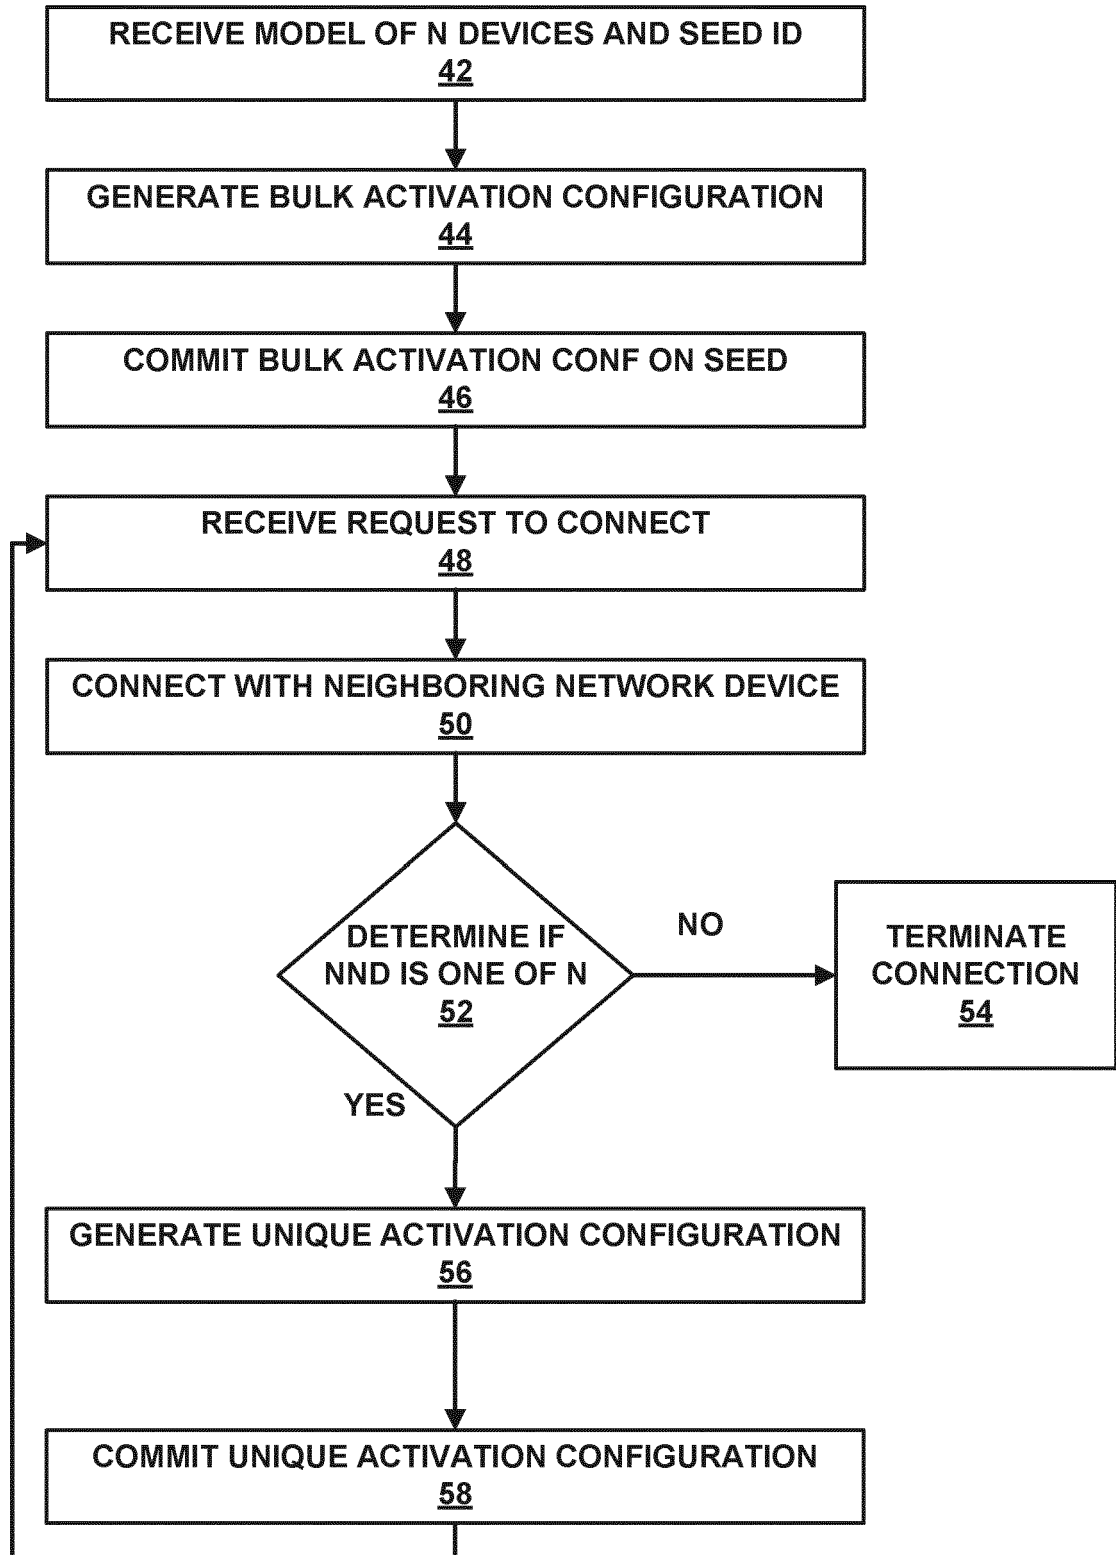 RECEIVE MODEL OF N DEVICES AND SEED ID
42
GENERATE BULK ACTIVATION CONFIGURATION
44
COMMIT BULK ACTIVATION CONF ON SEED
46
RECEIVE REQUEST TO CONNECT
48
CONNECT WITH NEIGHBORING NETWORK DEVICE
50
DETERMINE IF
NND IS ONE OF N
52
NO
TERMINATE
CONNECTION
54
YES
GENERATE UNIQUE ACTIVATION CONFIGURATION
56
COMMIT UNIQUE ACTIVATION CONFIGURATION
58